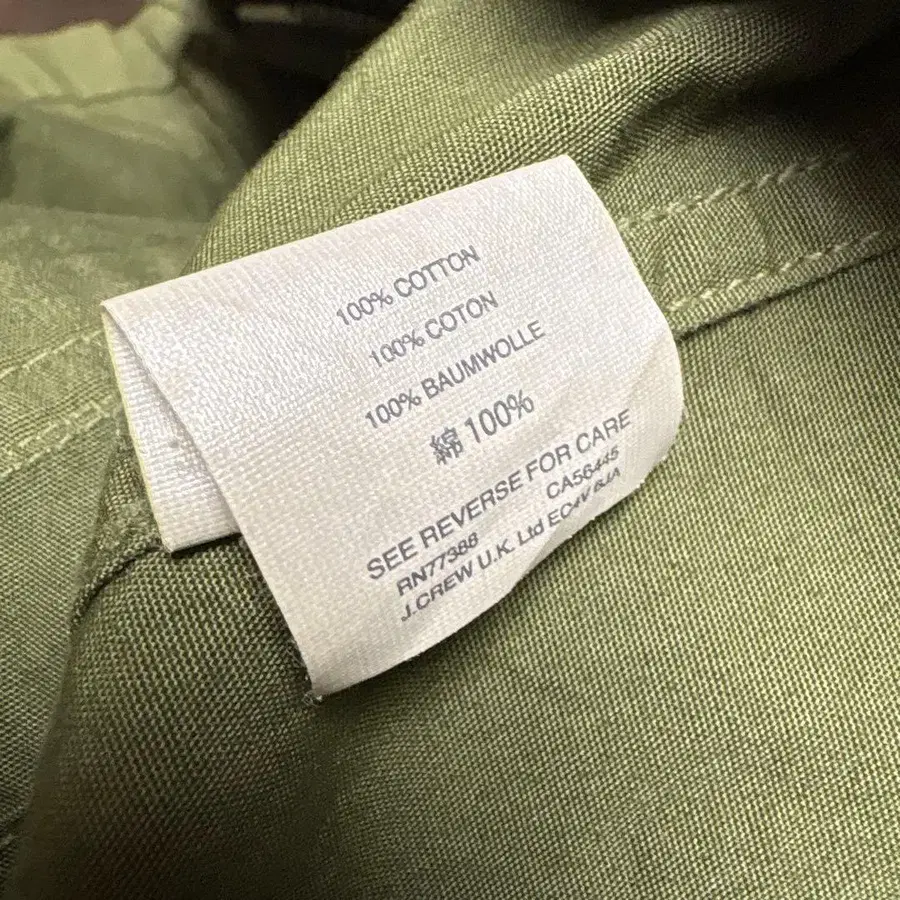 100% COTTON
100% COTON
100% BAUMWOLLE
綿 100%
SEE REVERSE FOR CARE
RN77388 CA56445
J.CREW U.K. Ltd EC4V 6JA